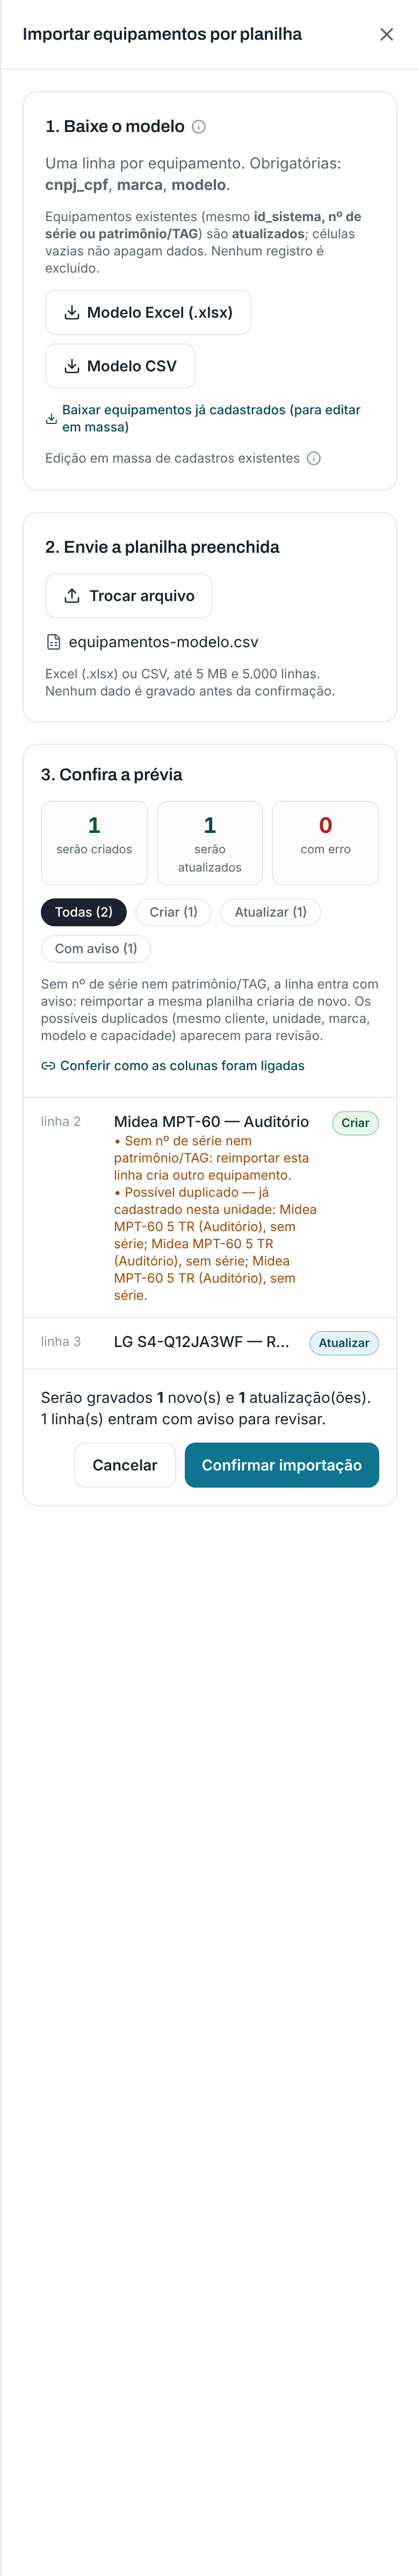 Importar equipamentos por planilha
1. Baixe o modelo
Uma linha por equipamento. Obrigatórias:
cnpj_cpf, marca, modelo.
Equipamentos existentes (mesmo id_sistema, nº de
série ou patrimônio/TAG) são atualizados; células
vazias não apagam dados. Nenhum registro é
excluído.
Modelo Excel (.xlsx)
Modelo CSV
Baixar equipamentos já cadastrados (para editar
em massa)
Edição em massa de cadastros existentes
2. Envie a planilha preenchida
Trocar arquivo
equipamentos-modelo.csv
Excel (.xlsx) ou CSV, até 5 MB e 5.000 linhas.
Nenhum dado é gravado antes da confirmação.
3. Confira a prévia
1
serão criados
1
serão
atualizados
0
com erro
Todas (2)
Criar (1)
Atualizar (1)
Com aviso (1)
Sem nº de série nem patrimônio/TAG, a linha entra com
aviso: reimportar a mesma planilha criaria de novo. Os
possíveis duplicados (mesmo cliente, unidade, marca,
modelo e capacidade) aparecem para revisão.
Conferir como as colunas foram ligadas
linha 2
Midea MPT-60 — Auditório
Criar
• Sem nº de série nem
patrimônio/TAG: reimportar esta
linha cria outro equipamento.
• Possível duplicado — já
cadastrado nesta unidade: Midea
MPT-60 5 TR (Auditório), sem
série; Midea MPT-60 5 TR
(Auditório), sem série; Midea
MPT-60 5 TR (Auditório), sem
série.
linha 3
LG S4-Q12JA3WF — R...
Atualizar
Serão gravados 1 novo(s) e 1 atualização(ões).
1 linha(s) entram com aviso para revisar.
Cancelar
Confirmar importação